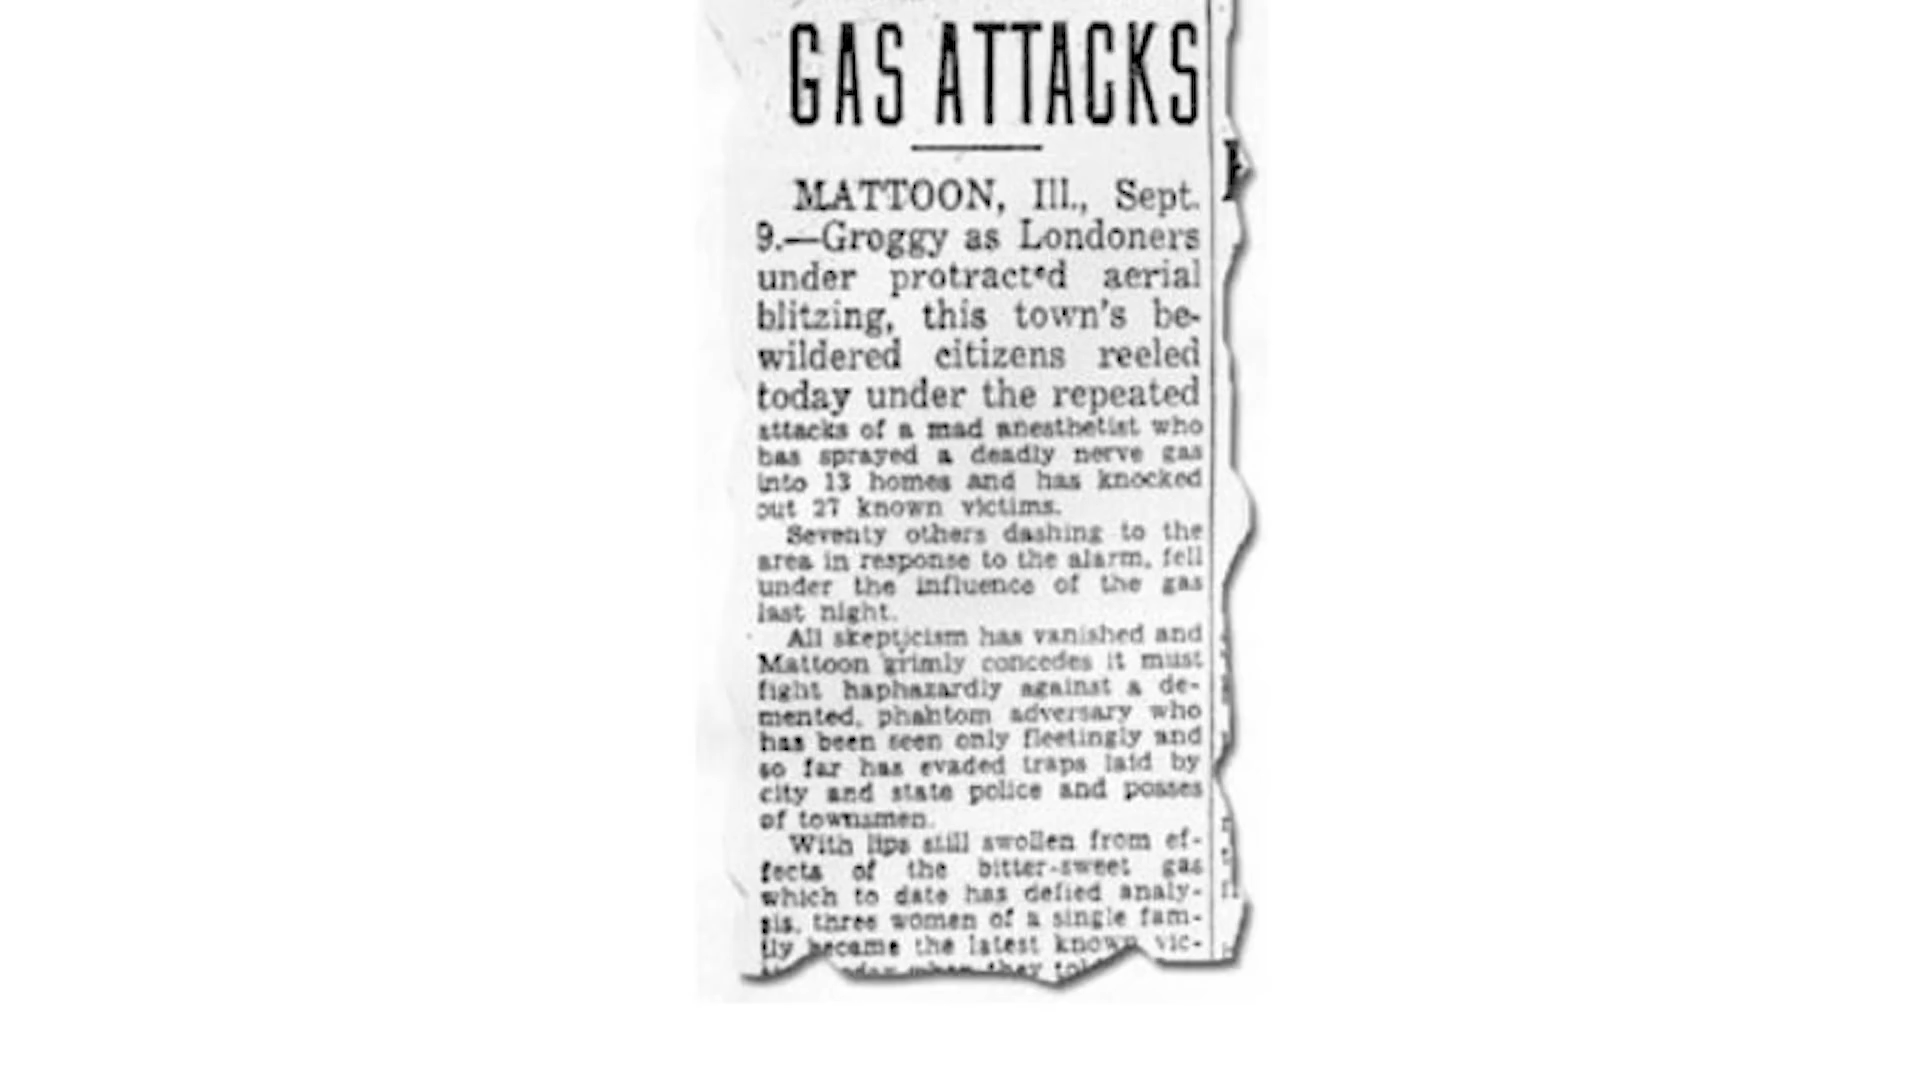 GAS ATTACKS
MATTOON, Ill., Sept.
9.—Groggy as Londoners
under protracted aerial
blitzing, this town's be-
wildered citizens reeled
today under the repeated
attacks of a mad anesthetist who
has sprayed a deadly nerve gas
into 13 homes and has knocked
out 27 known victims.
Seventy others dashing to the
area in response to the alarm, fell
under the influence of the gas
last night.
All skepticism has vanished and
Mattoon grimly concedes it must
fight haphazardly against a de-
mented, phantom adversary who
has been seen only fleetingly and
so far has evaded traps laid by
city and state police and posses
of townsmen.
With lips still swollen from ef-
fects of the bitter-sweet gas
which to date has defied analy-
sis, three women of a single fam-
ily became the latest known vic-
when they told